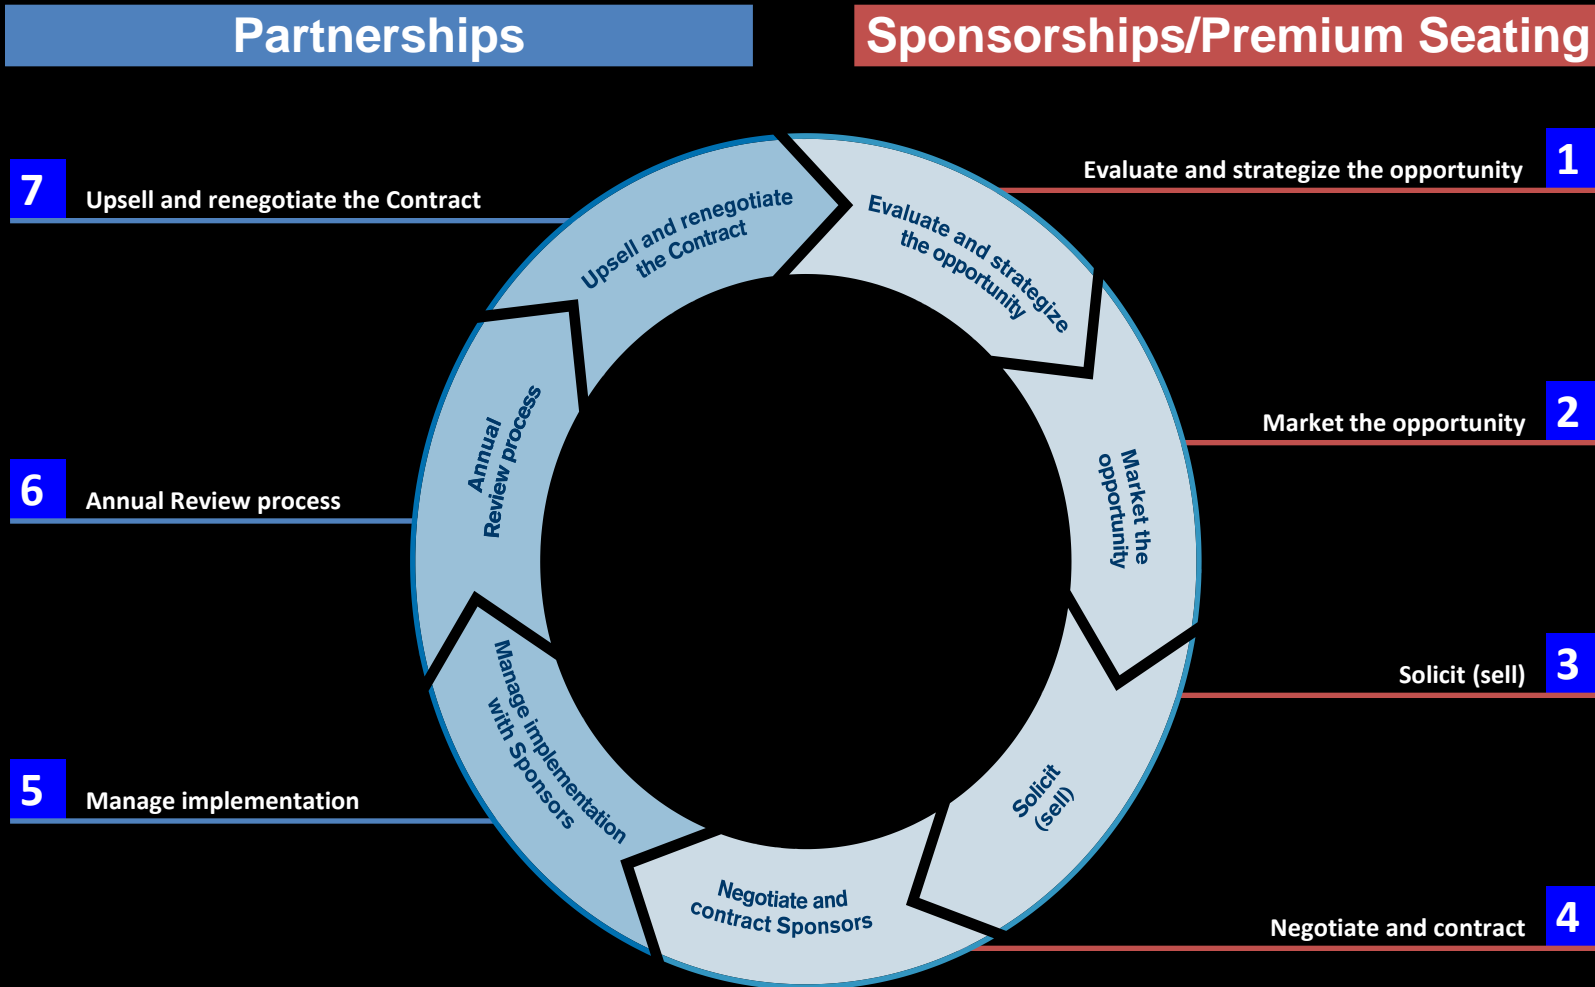 Partnerships
Sponsorships/Premium Seating
1
Evaluate and strategize the opportunity
2
Market the opportunity
3
Solicit (sell)
4
Negotiate and contract
5
Manage implementation
6
Annual Review process
7
Upsell and renegotiate the Contract
Evaluate and strategize
the opportunity
Market the
opportunity
Solicit
(sell)
Negotiate and
contract Sponsors
Manage implementation
with Sponsors
Annual
Review process
Upsell and renegotiate
the Contract